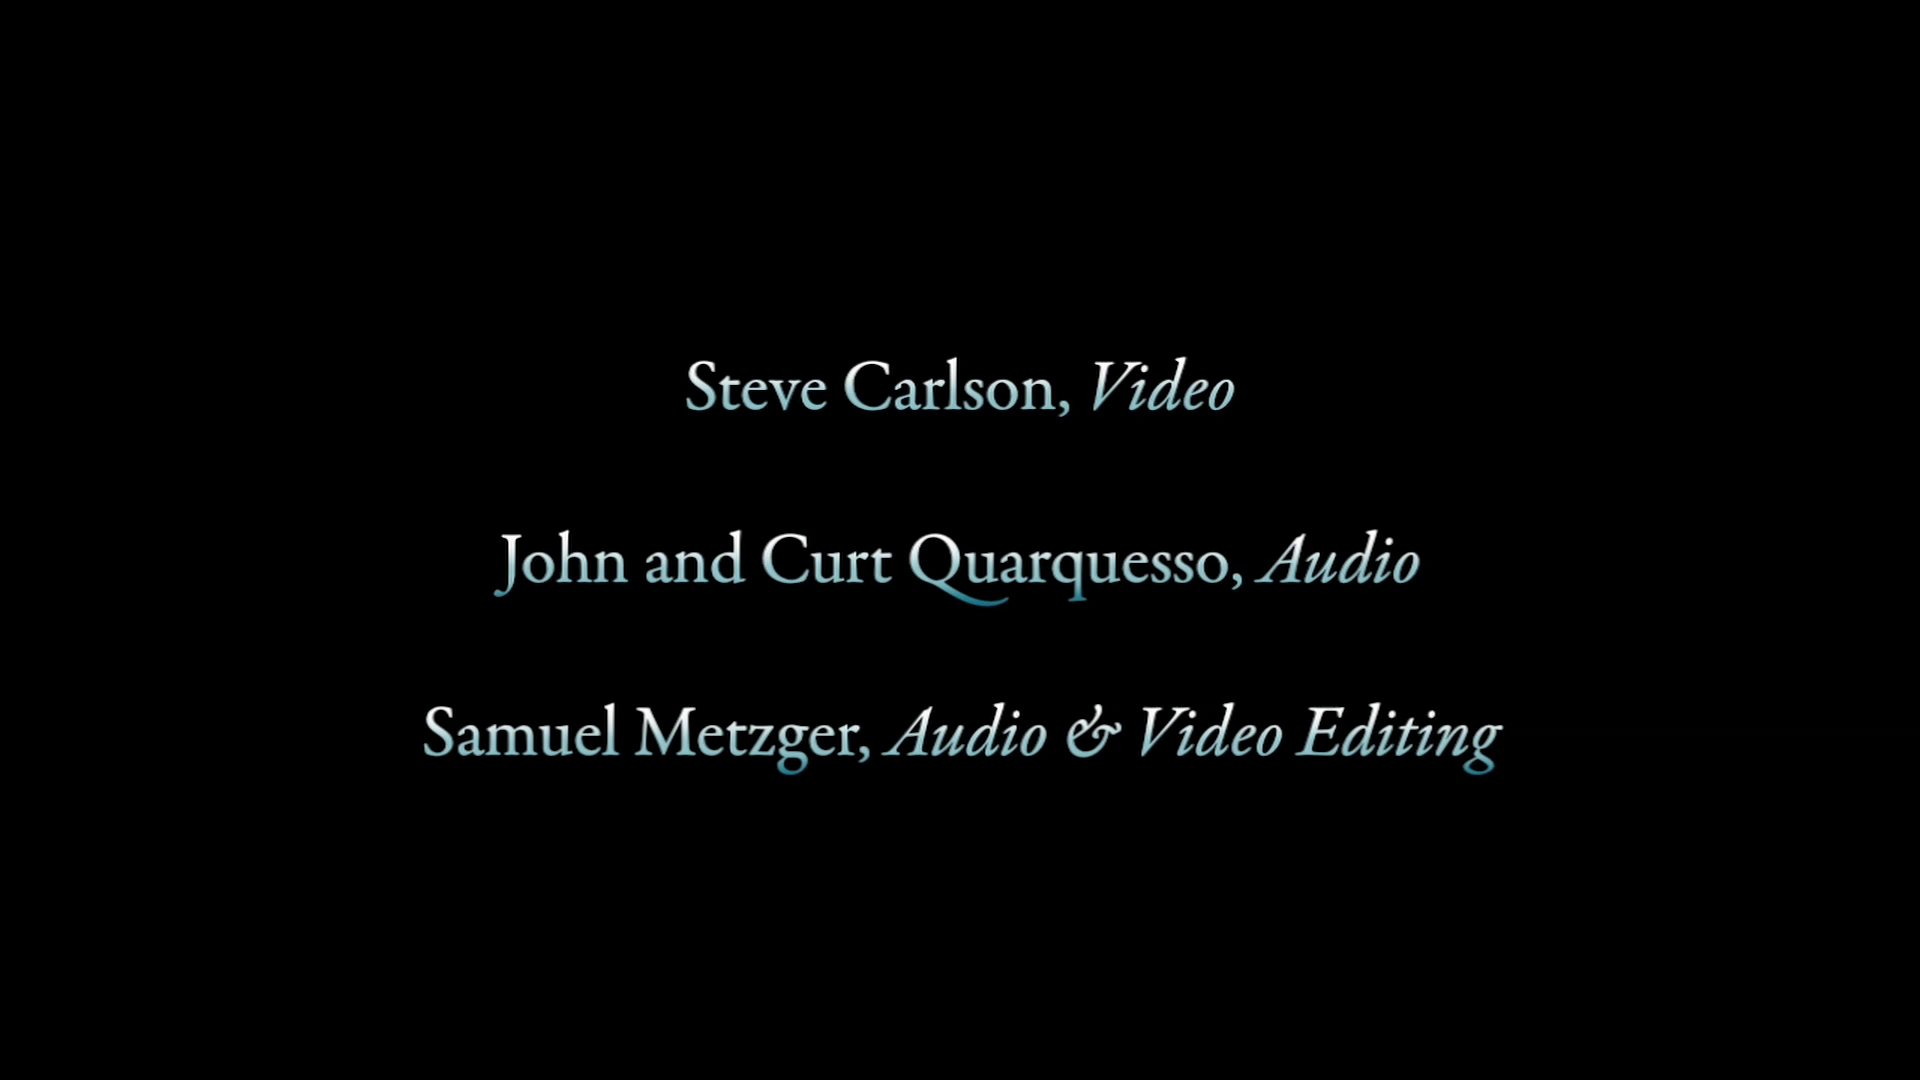 Steve Carlson, Video
John and Curt Quarquesso, Audio
Samuel Metzger, Audio & Video Editing